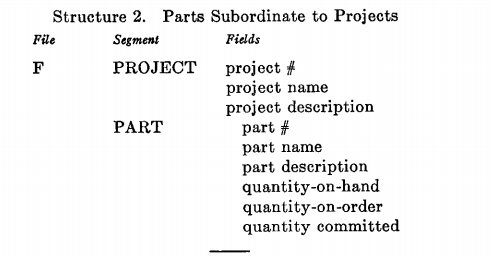 Structure 2. Parts Subordinate to Projects
File Segment Fields
F PROJECT project #
project name
project description
PART part #
part name
part description
quantity-on-hand
quantity-on-order
quantity committed